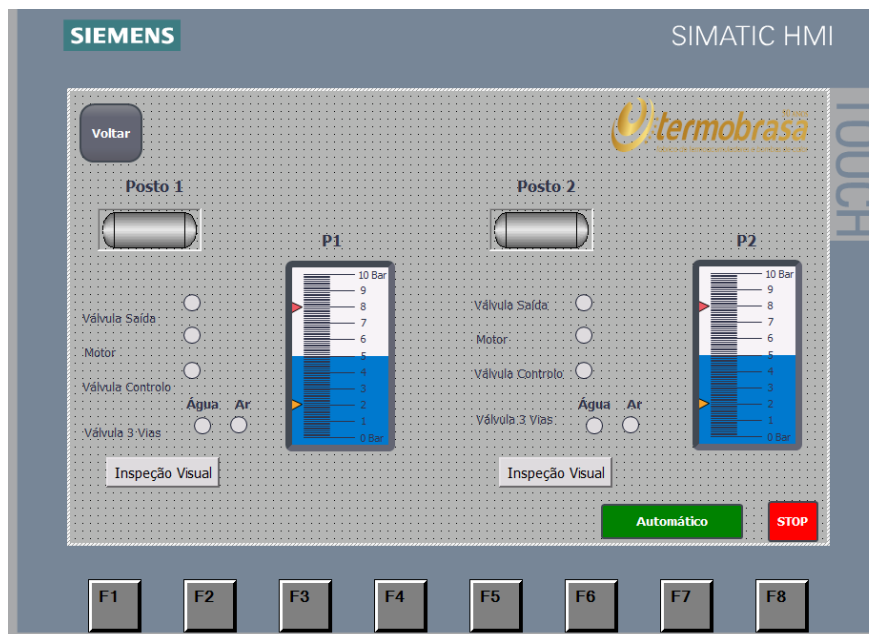 SIEMENS
SIMATIC HMI
TOUCH
Voltar
termobrasa
Posto 1
Posto 2
P1
P2
10 Bar
9
8
7
6
5
4
3
2
1
0 Bar
10 Bar
9
8
7
6
5
4
3
2
1
0 Bar
Válvula Saída
Motor
Válvula Controlo
Água Ar
Válvula 3 Vias
Inspeção Visual
Válvula Saída
Motor
Válvula Controlo
Água Ar
Válvula 3 Vias
Inspeção Visual
Automático
STOP
F1 F2 F3 F4 F5 F6 F7 F8